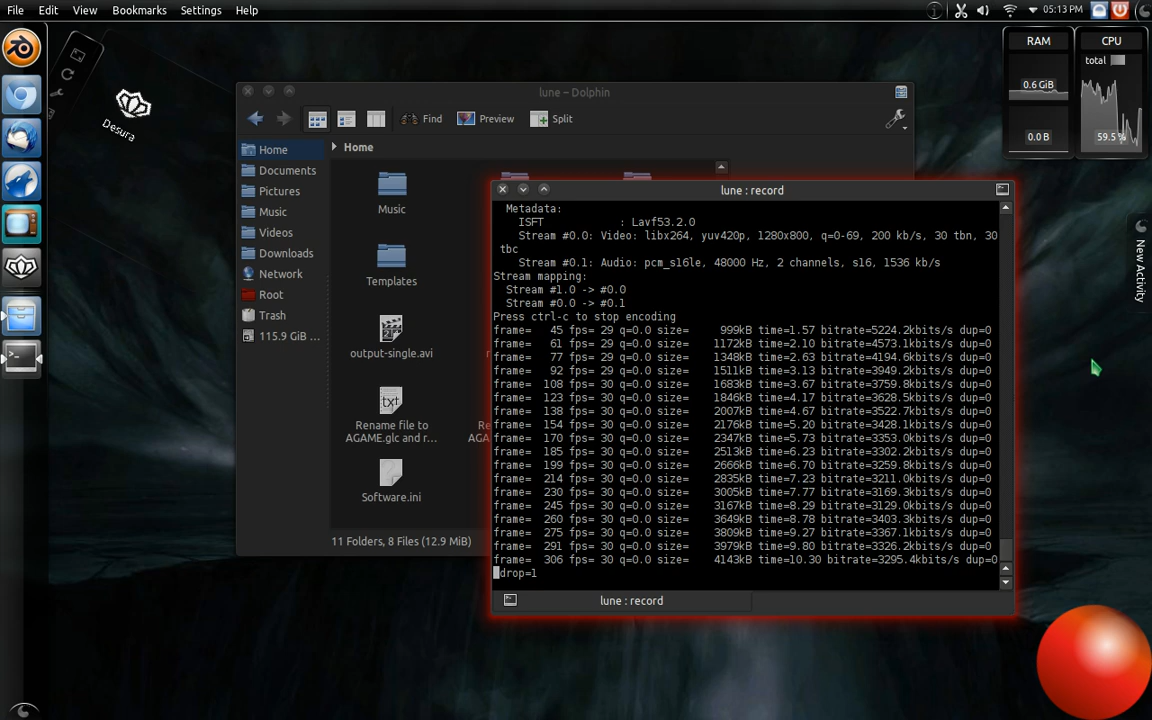 File Edit View Bookmarks Settings Help
05:13 PM
RAM
CPU
total
0.6 GiB
0.0 B
59.5 %
Desura
lune – Dolphin
Find
Preview
Split
Home
Documents
Pictures
Music
Videos
Downloads
Network
Root
Trash
115.9 GiB ...
Home
Music
Templates
output-single.avi
Rename file to
AGAME.glc and r...
Software.ini
11 Folders, 8 Files (12.9 MiB)
New Activity
lune : record
Metadata:
ISFT : Lavf53.2.0
Stream #0.0: Video: libx264, yuv420p, 1280x800, q=0-69, 200 kb/s, 30 tbn, 30
tbc
Stream #0.1: Audio: pcm_s16le, 48000 Hz, 2 channels, s16, 1536 kb/s
Stream mapping:
Stream #1.0 -> #0.0
Stream #0.0 -> #0.1
Press ctrl-c to stop encoding
frame= 45 fps= 29 q=0.0 size= 999kB time=1.57 bitrate=5224.2kbits/s dup=0
frame= 61 fps= 29 q=0.0 size= 1172kB time=2.10 bitrate=4573.1kbits/s dup=0
frame= 77 fps= 29 q=0.0 size= 1348kB time=2.63 bitrate=4194.6kbits/s dup=0
frame= 92 fps= 29 q=0.0 size= 1511kB time=3.13 bitrate=3949.2kbits/s dup=0
frame= 108 fps= 30 q=0.0 size= 1683kB time=3.67 bitrate=3759.8kbits/s dup=0
frame= 123 fps= 30 q=0.0 size= 1846kB time=4.17 bitrate=3628.5kbits/s dup=0
frame= 138 fps= 30 q=0.0 size= 2007kB time=4.67 bitrate=3522.7kbits/s dup=0
frame= 154 fps= 30 q=0.0 size= 2176kB time=5.20 bitrate=3428.1kbits/s dup=0
frame= 170 fps= 30 q=0.0 size= 2347kB time=5.73 bitrate=3353.0kbits/s dup=0
frame= 185 fps= 30 q=0.0 size= 2513kB time=6.23 bitrate=3302.2kbits/s dup=0
frame= 199 fps= 30 q=0.0 size= 2666kB time=6.70 bitrate=3259.8kbits/s dup=0
frame= 214 fps= 30 q=0.0 size= 2835kB time=7.23 bitrate=3211.0kbits/s dup=0
frame= 230 fps= 30 q=0.0 size= 3005kB time=7.77 bitrate=3169.3kbits/s dup=0
frame= 245 fps= 30 q=0.0 size= 3167kB time=8.29 bitrate=3129.0kbits/s dup=0
frame= 260 fps= 30 q=0.0 size= 3649kB time=8.78 bitrate=3403.3kbits/s dup=0
frame= 275 fps= 30 q=0.0 size= 3809kB time=9.27 bitrate=3367.1kbits/s dup=0
frame= 291 fps= 30 q=0.0 size= 3979kB time=9.80 bitrate=3326.2kbits/s dup=0
frame= 306 fps= 30 q=0.0 size= 4143kB time=10.30 bitrate=3295.4kbits/s dup=0
drop=1
lune : record